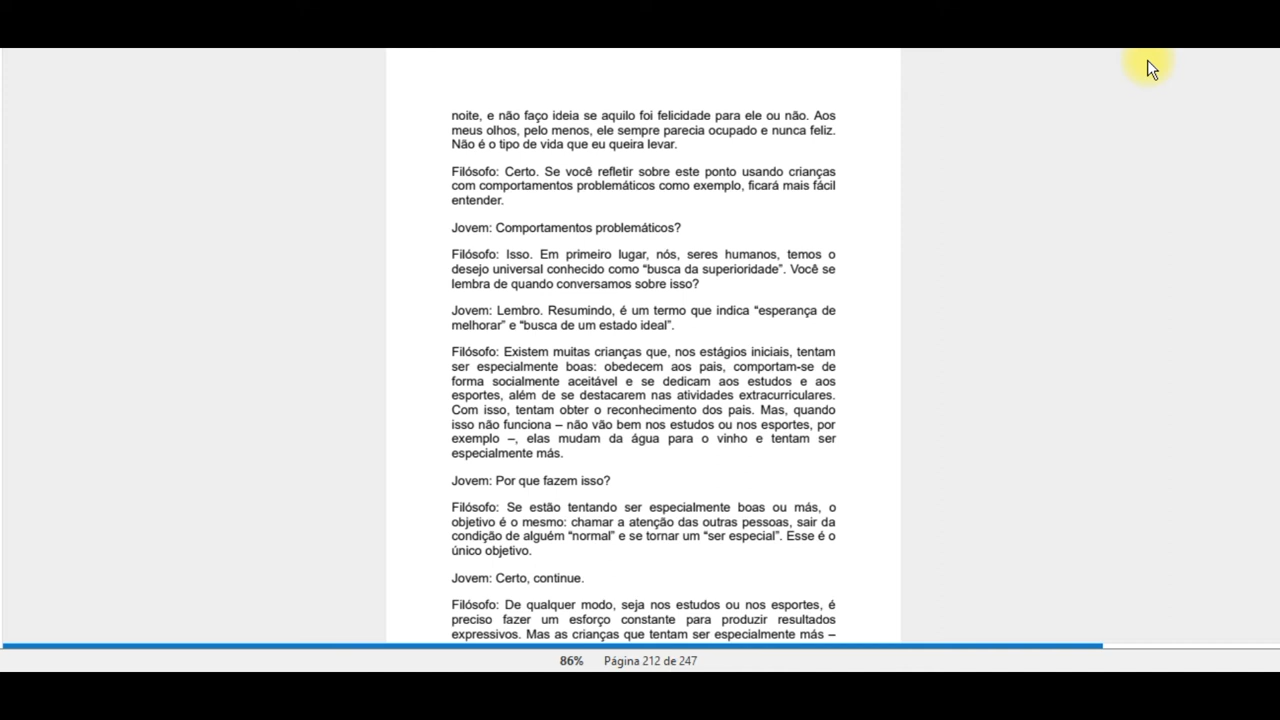 noite, e não faço ideia se aquilo foi felicidade para ele ou não. Aos
meus olhos, pelo menos, ele sempre parecia ocupado e nunca feliz.
Não é o tipo de vida que eu queira levar.
Filósofo: Certo. Se você refletir sobre este ponto usando crianças
com comportamentos problemáticos como exemplo, ficará mais fácil
entender.
Jovem: Comportamentos problemáticos?
Filósofo: Isso. Em primeiro lugar, nós, seres humanos, temos o
desejo universal conhecido como “busca da superioridade”. Você se
lembra de quando conversamos sobre isso?
Jovem: Lembro. Resumindo, é um termo que indica “esperança de
melhorar” e “busca de um estado ideal”.
Filósofo: Existem muitas crianças que, nos estágios iniciais, tentam
ser especialmente boas: obedecem aos pais, comportam-se de
forma socialmente aceitável e se dedicam aos estudos e aos
esportes, além de se destacarem nas atividades extracurriculares.
Com isso, tentam obter o reconhecimento dos pais. Mas, quando
isso não funciona – não vão bem nos estudos ou nos esportes, por
exemplo –, elas mudam da água para o vinho e tentam ser
especialmente más.
Jovem: Por que fazem isso?
Filósofo: Se estão tentando ser especialmente boas ou más, o
objetivo é o mesmo: chamar a atenção das outras pessoas, sair da
condição de alguém “normal” e se tornar um “ser especial”. Esse é o
único objetivo.
Jovem: Certo, continue.
Filósofo: De qualquer modo, seja nos estudos ou nos esportes, é
preciso fazer um esforço constante para produzir resultados
expressivos. Mas as crianças que tentam ser especialmente más –
86% Página 212 de 247